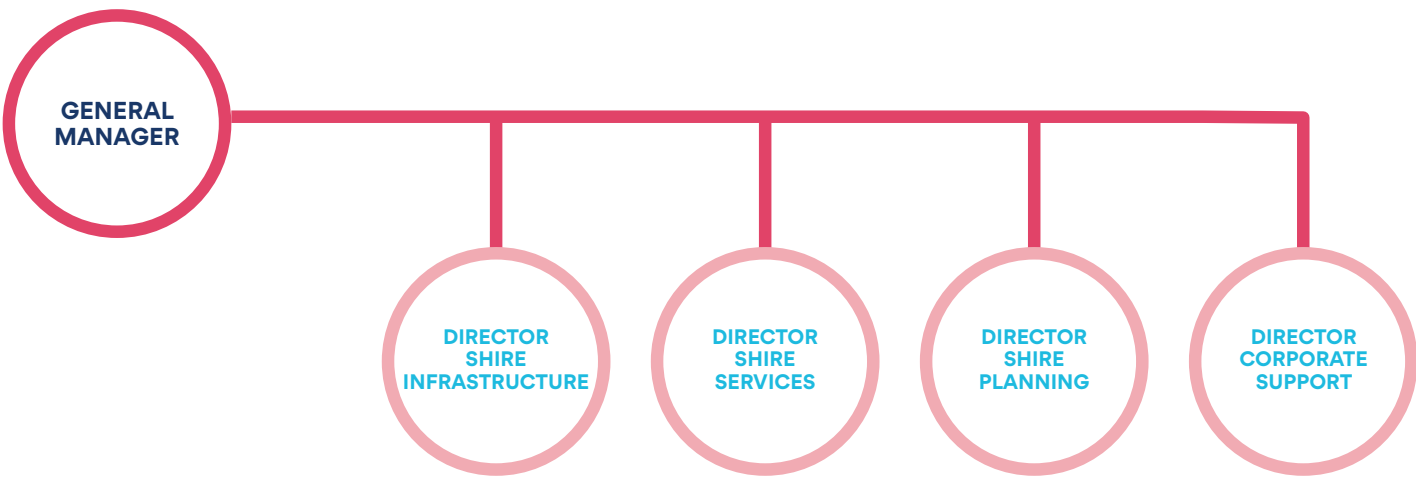 GENERAL
MANAGER
DIRECTOR
SHIRE
INFRASTRUCTURE
DIRECTOR
SHIRE
SERVICES
DIRECTOR
SHIRE
PLANNING
DIRECTOR
CORPORATE
SUPPORT